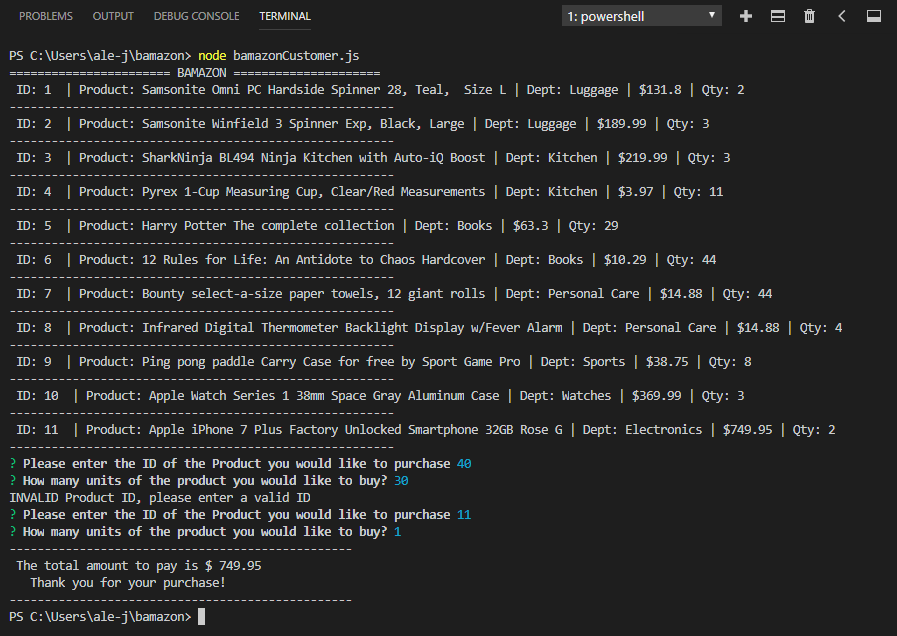 PROBLEMS OUTPUT DEBUG CONSOLE TERMINAL 1: powershell
PS C:\Users\ale-j\bamazon> node bamazonCustomer.js
======================= BAMAZON =====================
ID: 1 | Product: Samsonite Omni PC Hardside Spinner 28, Teal,  Size L | Dept: Luggage | $131.8 | Qty: 2
-------------------------------------------------------
ID: 2 | Product: Samsonite Winfield 3 Spinner Exp, Black, Large | Dept: Luggage | $189.99 | Qty: 3
-------------------------------------------------------
ID: 3 | Product: SharkNinja BL494 Ninja Kitchen with Auto-iQ Boost | Dept: Kitchen | $219.99 | Qty: 3
-------------------------------------------------------
ID: 4 | Product: Pyrex 1-Cup Measuring Cup, Clear/Red Measurements | Dept: Kitchen | $3.97 | Qty: 11
-------------------------------------------------------
ID: 5 | Product: Harry Potter The complete collection | Dept: Books | $63.3 | Qty: 29
-------------------------------------------------------
ID: 6 | Product: 12 Rules for Life: An Antidote to Chaos Hardcover | Dept: Books | $10.29 | Qty: 44
-------------------------------------------------------
ID: 7 | Product: Bounty select-a-size paper towels, 12 giant rolls | Dept: Personal Care | $14.88 | Qty: 44
-------------------------------------------------------
ID: 8 | Product: Infrared Digital Thermometer Backlight Display w/Fever Alarm | Dept: Personal Care | $14.88 | Qty: 4
-------------------------------------------------------
ID: 9 | Product: Ping pong paddle Carry Case for free by Sport Game Pro | Dept: Sports | $38.75 | Qty: 8
-------------------------------------------------------
ID: 10 | Product: Apple Watch Series 1 38mm Space Gray Aluminum Case | Dept: Watches | $369.99 | Qty: 3
-------------------------------------------------------
ID: 11 | Product: Apple iPhone 7 Plus Factory Unlocked Smartphone 32GB Rose G | Dept: Electronics | $749.95 | Qty: 2
-------------------------------------------------------
? Please enter the ID of the Product you would like to purchase 40
? How many units of the product you would like to buy? 30
INVALID Product ID, please enter a valid ID
? Please enter the ID of the Product you would like to purchase 11
? How many units of the product you would like to buy? 1
-------------------------------------------------
The total amount to pay is $ 749.95
Thank you for your purchase!
-------------------------------------------------
PS C:\Users\ale-j\bamazon>